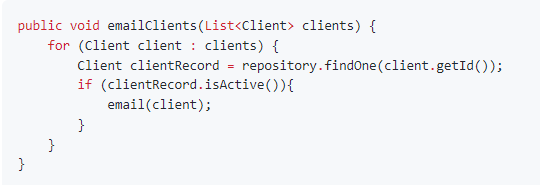 public void emailClients(List<Client> clients) {
    for (Client client : clients) {
        Client clientRecord = repository.findOne(client.getId());
        if (clientRecord.isActive()){
            email(client);
        }
    }
}